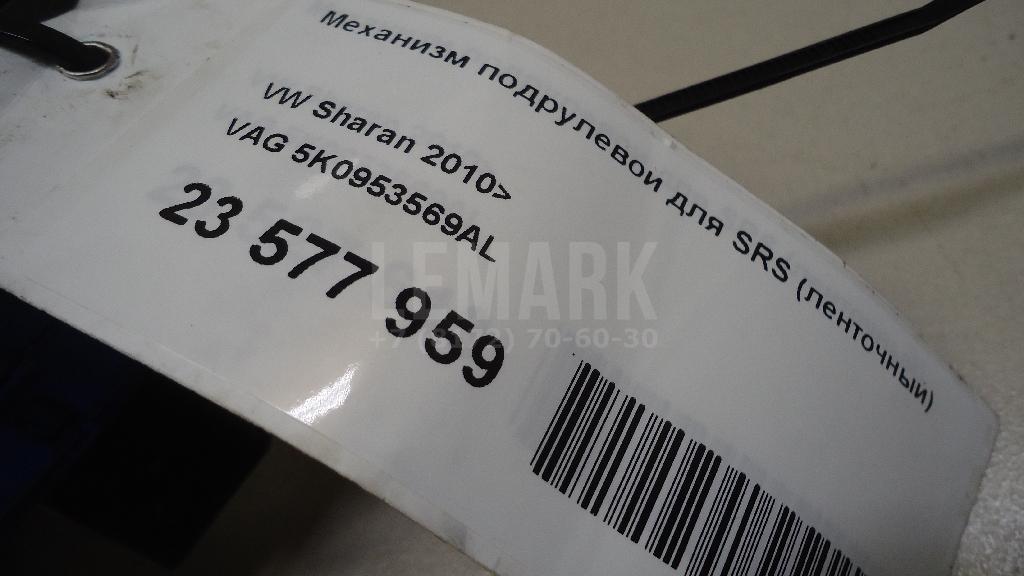 Механизм подрулевой для SRS (ленточный)
VW Sharan 2010>
VAG 5K0953569AL
23 577 959
LEMARK
70-60-30